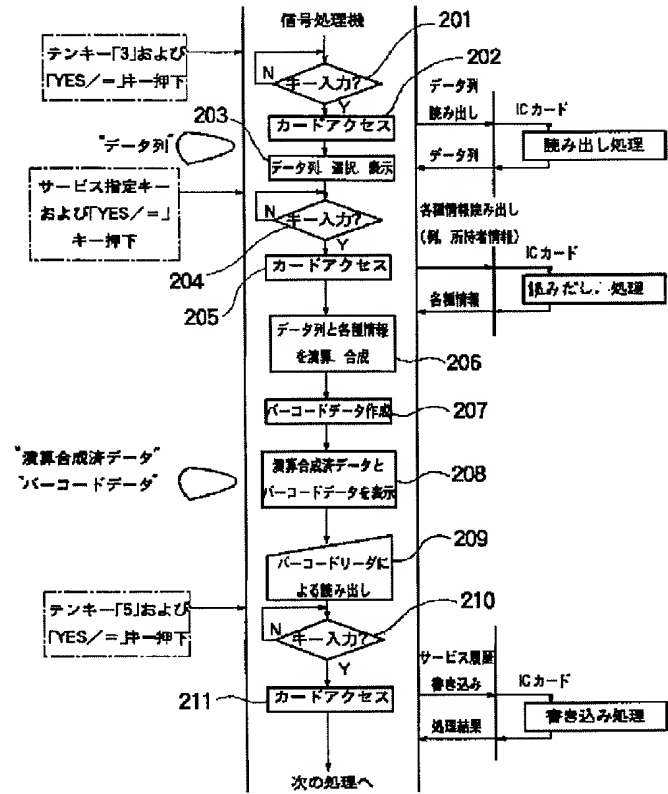 信号処理機
201
テンキー「3」および
「YES/=」キー押下
N
キー入力?
Y
202
カードアクセス
データ列
読み出し
ICカード
読み出し処理
データ列
"データ列"
203
データ列、選択、表示
サービス指定キー
および「YES/=」
キー押下
N
キー入力?
Y
204
各種情報読み出し
(例、所持者情報)
カードアクセス
205
ICカード
読みだし処理
各種情報
データ列と各種情報
を演算、合成
206
バーコードデータ作成
207
"演算合成済データ"
"バーコードデータ"
演算合成済データと
バーコードデータを表示
208
209
バーコードリーダに
よる読み出し
テンキー「5」および
「YES/=」キー押下
N
キー入力?
Y
210
カードアクセス
211
サービス履歴
書き込み
ICカード
書き込み処理
処理結果
次の処理へ